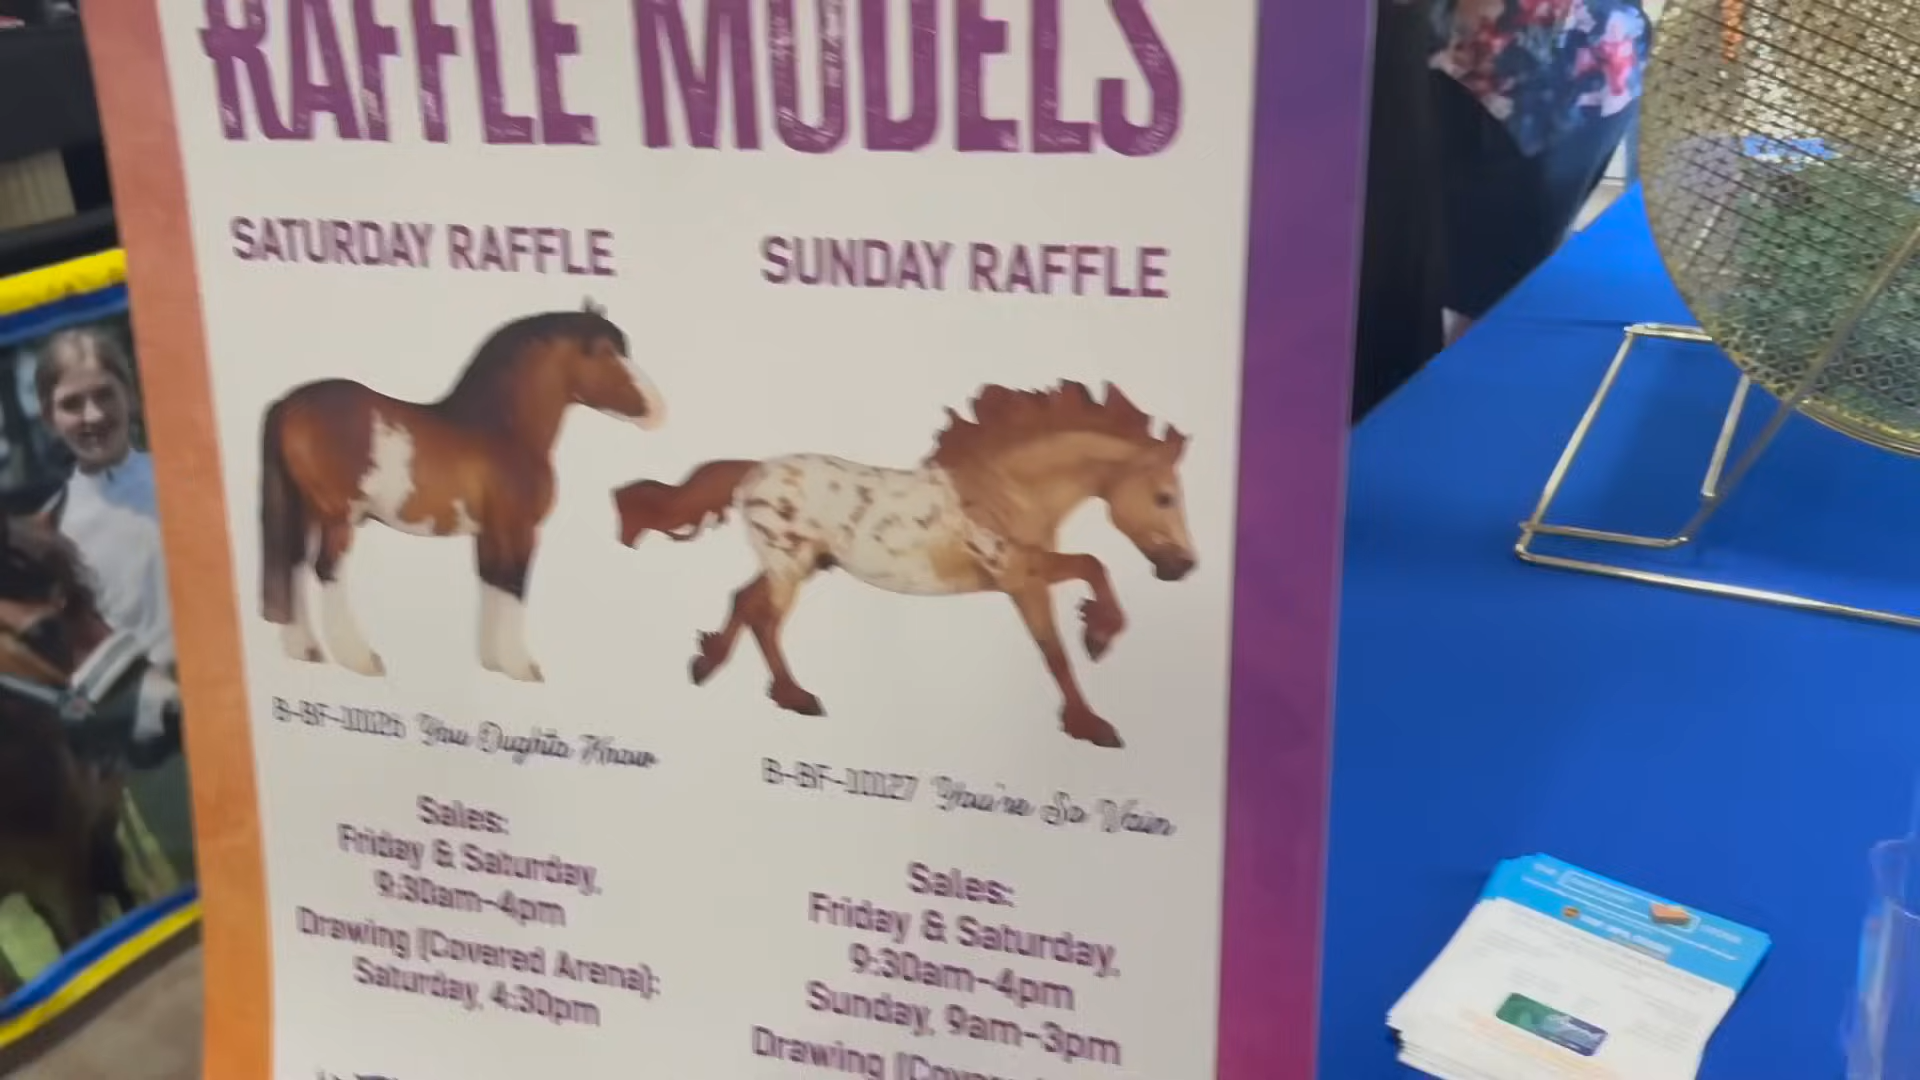 RAFFLE MODELS
SATURDAY RAFFLE
B-BF-10126 You Oughta Know
Sales:
Friday & Saturday,
9:30am-4pm
Drawing (Covered Arena):
Saturday, 4:30pm
SUNDAY RAFFLE
B-BF-10127 You're So Vain
Sales:
Friday & Saturday,
9:30am-4pm
Sunday, 9am-3pm
Drawing (Covered